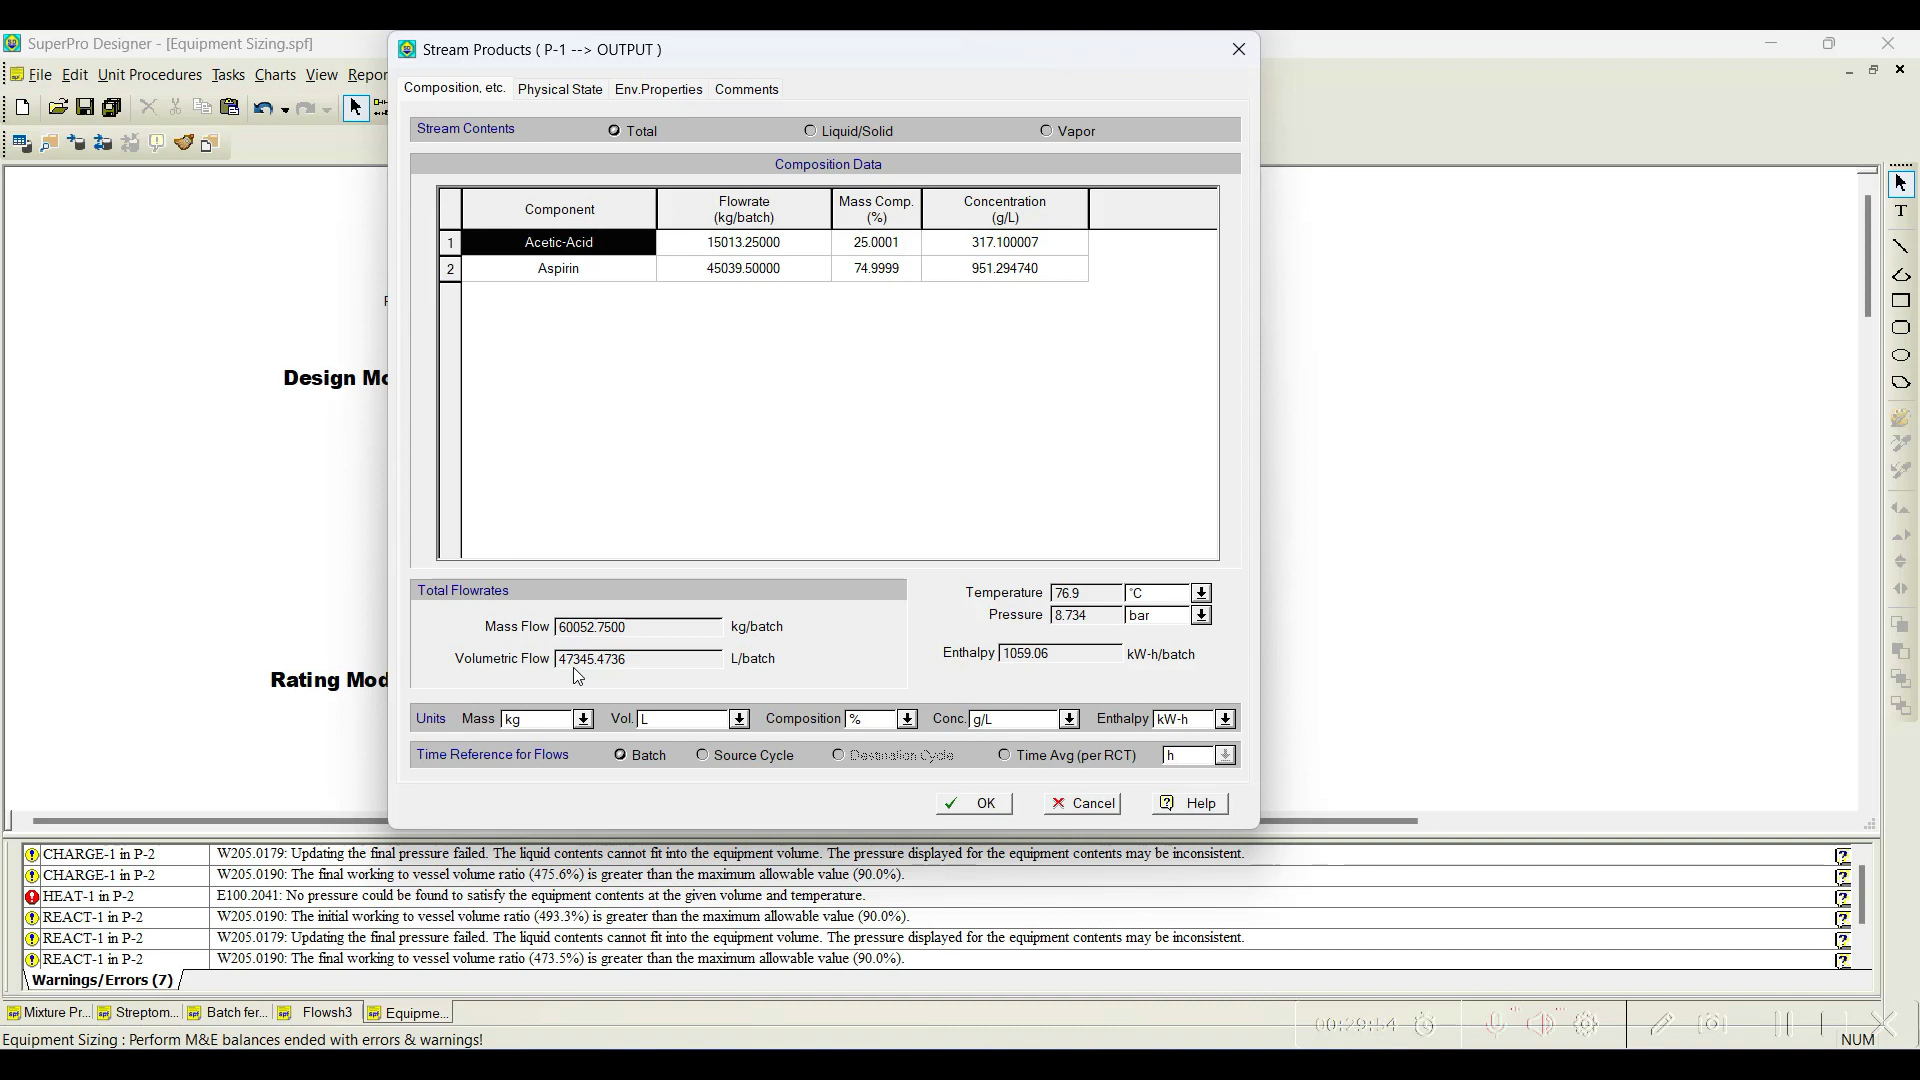 SuperPro Designer - [Equipment Sizing.spf]
Stream Products ( P-1 --> OUTPUT )
File Edit Unit Procedures Tasks Charts View Repor
Composition, etc. Physical State Env.Properties Comments
Stream Contents Total Liquid/Solid Vapor
Composition Data
Component Flowrate (kg/batch) Mass Comp. (%) Concentration (g/L)
1 Acetic-Acid 15013.25000 25.0001 317.100007
2 Aspirin 45039.50000 74.9999 951.294740
T
Design Mo
Rating Mod
Total Flowrates
Mass Flow 60052.7500 kg/batch
Volumetric Flow 47345.4736 L/batch
Temperature 76.9 °C
Pressure 8.734 bar
Enthalpy 1059.06 kW-h/batch
Units Mass kg Vol. L Composition % Conc. g/L Enthalpy kW-h
Time Reference for Flows Batch Source Cycle Destination Cycle Time Avg (per RCT) h
OK Cancel Help
CHARGE-1 in P-2 W205.0179: Updating the final pressure failed. The liquid contents cannot fit into the equipment volume. The pressure displayed for the equipment contents may be inconsistent.
CHARGE-1 in P-2 W205.0190: The final working to vessel volume ratio (475.6%) is greater than the maximum allowable value (90.0%).
HEAT-1 in P-2 E100.2041: No pressure could be found to satisfy the equipment contents at the given volume and temperature.
REACT-1 in P-2 W205.0190: The initial working to vessel volume ratio (493.3%) is greater than the maximum allowable value (90.0%).
REACT-1 in P-2 W205.0179: Updating the final pressure failed. The liquid contents cannot fit into the equipment volume. The pressure displayed for the equipment contents may be inconsistent.
REACT-1 in P-2 W205.0190: The final working to vessel volume ratio (473.5%) is greater than the maximum allowable value (90.0%).
Warnings/Errors (7)
Mixture Pr... Streptom... Batch fer... Flowsh3 Equipme...
00:29:54
Equipment Sizing : Perform M&E balances ended with errors & warnings!
NUM